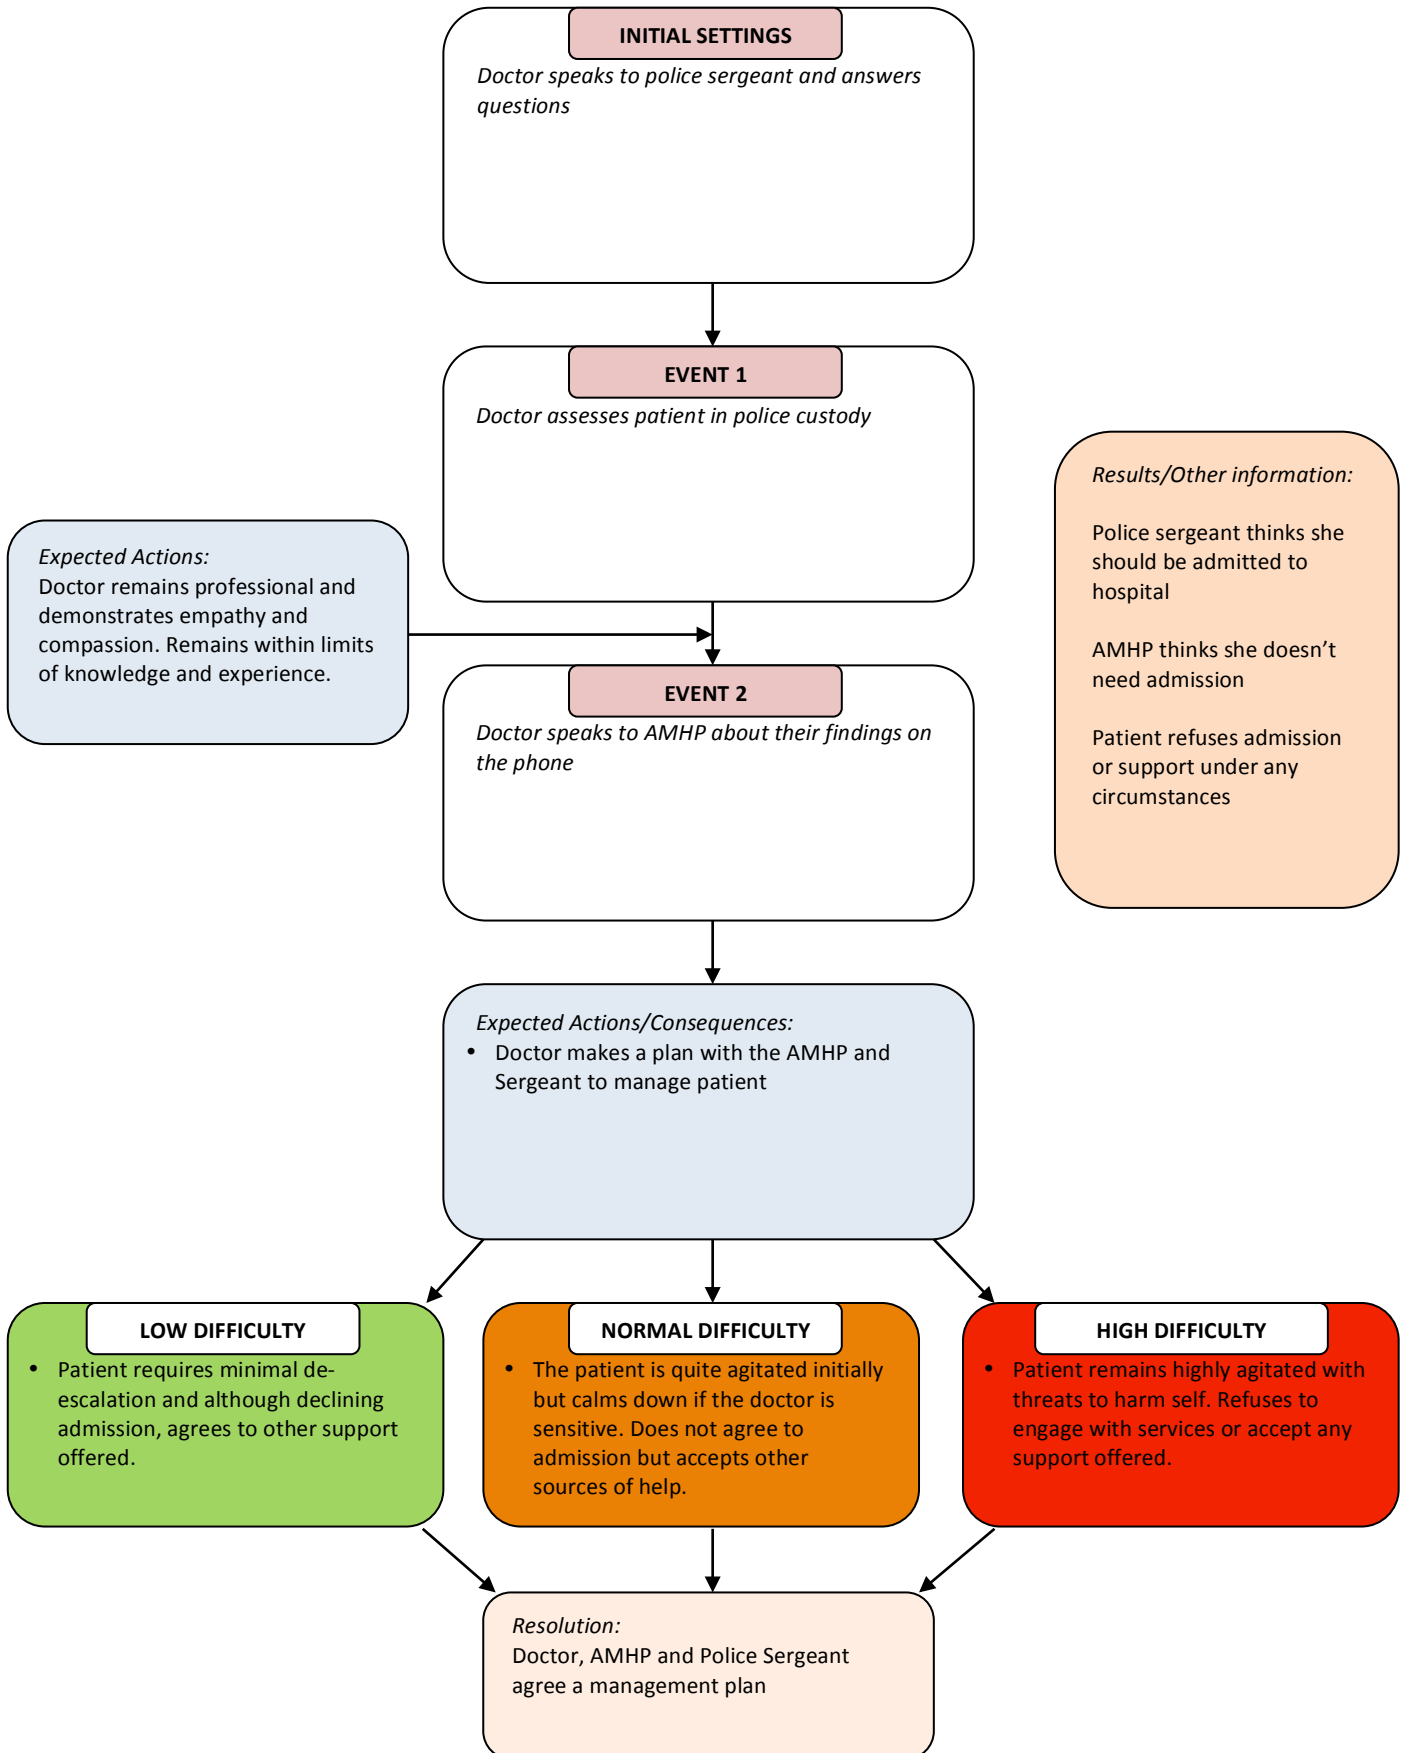 INITIAL SETTINGS
Doctor speaks to police sergeant and answers
questions
EVENT 1
Doctor assesses patient in police custody
Results/Other information:
Police sergeant thinks she
should be admitted to
hospital
AMHP thinks she doesn’t
need admission
Patient refuses admission
or support under any
circumstances
Expected Actions:
Doctor remains professional and
demonstrates empathy and
compassion. Remains within limits
of knowledge and experience.
EVENT 2
Doctor speaks to AMHP about their findings on
the phone
Expected Actions/Consequences:
• Doctor makes a plan with the AMHP and
Sergeant to manage patient
LOW DIFFICULTY
• Patient requires minimal de-
escalation and although declining
admission, agrees to other support
offered.
NORMAL DIFFICULTY
• The patient is quite agitated initially
but calms down if the doctor is
sensitive. Does not agree to
admission but accepts other
sources of help.
HIGH DIFFICULTY
• Patient remains highly agitated with
threats to harm self. Refuses to
engage with services or accept any
support offered.
Resolution:
Doctor, AMHP and Police Sergeant
agree a management plan